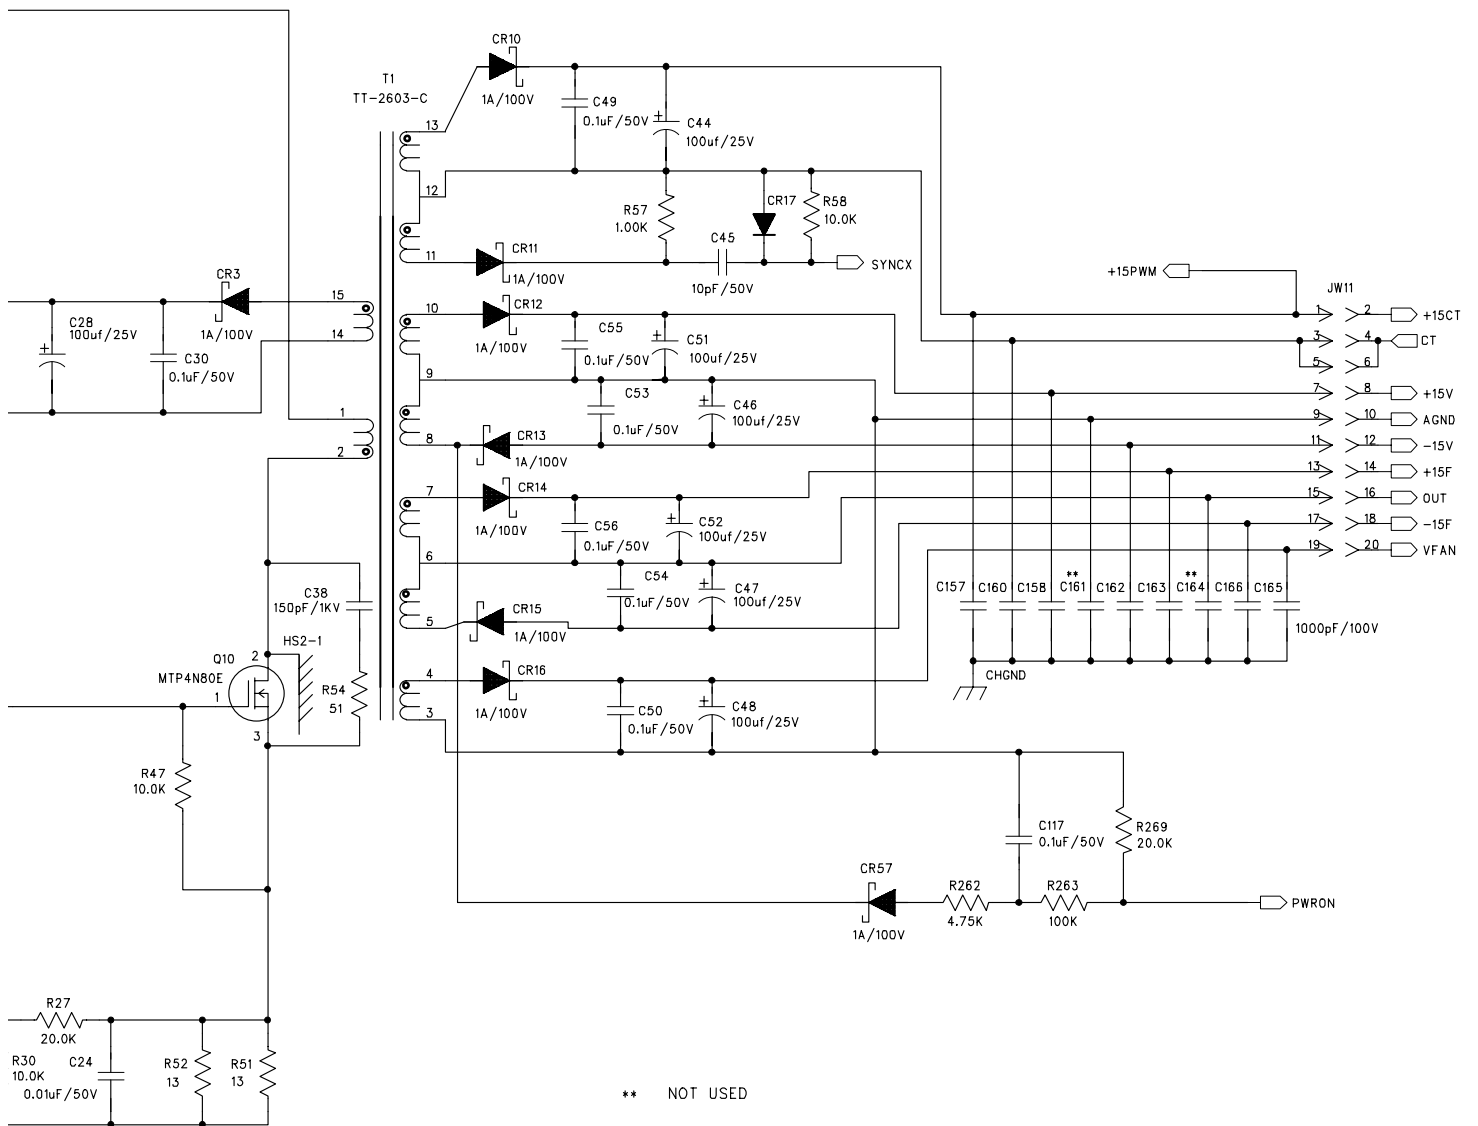 CR10
1A/100V
T1
TT-2603-C
C49
0.1uF/50V
C44
100uf/25V
13
12
R57
1.00K
CR17
R58
10.0K
C45
10pF/50V
SYNCX
11
CR11
1A/100V
+15PWM
JW11
CR3
1A/100V
15
14
C28
100uf/25V
C30
0.1uF/50V
10
CR12
1A/100V
C55
0.1uF/50V
C51
100uf/25V
9
C53
0.1uF/50V
C46
100uf/25V
1
2
8
CR13
1A/100V
1 2 +15CT
3 4 CT
5 6
7 8 +15V
9 10 AGND
11 12 -15V
13 14 +15F
15 16 OUT
17 18 -15F
19 20 VFAN
7
CR14
1A/100V
C56
0.1uF/50V
C52
100uf/25V
6
C54
0.1uF/50V
C47
100uf/25V
5
CR15
1A/100V
** **
C157 C160 C158 C161 C162 C163 C164 C166 C165
1000pF/100V
CHGND
C38
150pF/1KV
HS2-1
Q10
MTP4N80E
2
1
3
R54
51
4
CR16
1A/100V
3
C50
0.1uF/50V
C48
100uf/25V
R47
10.0K
C117
0.1uF/50V
R269
20.0K
CR57
1A/100V
R262
4.75K
R263
100K
PWRON
R27
20.0K
R30
10.0K
C24
0.01uF/50V
R52
13
R51
13
** NOT USED